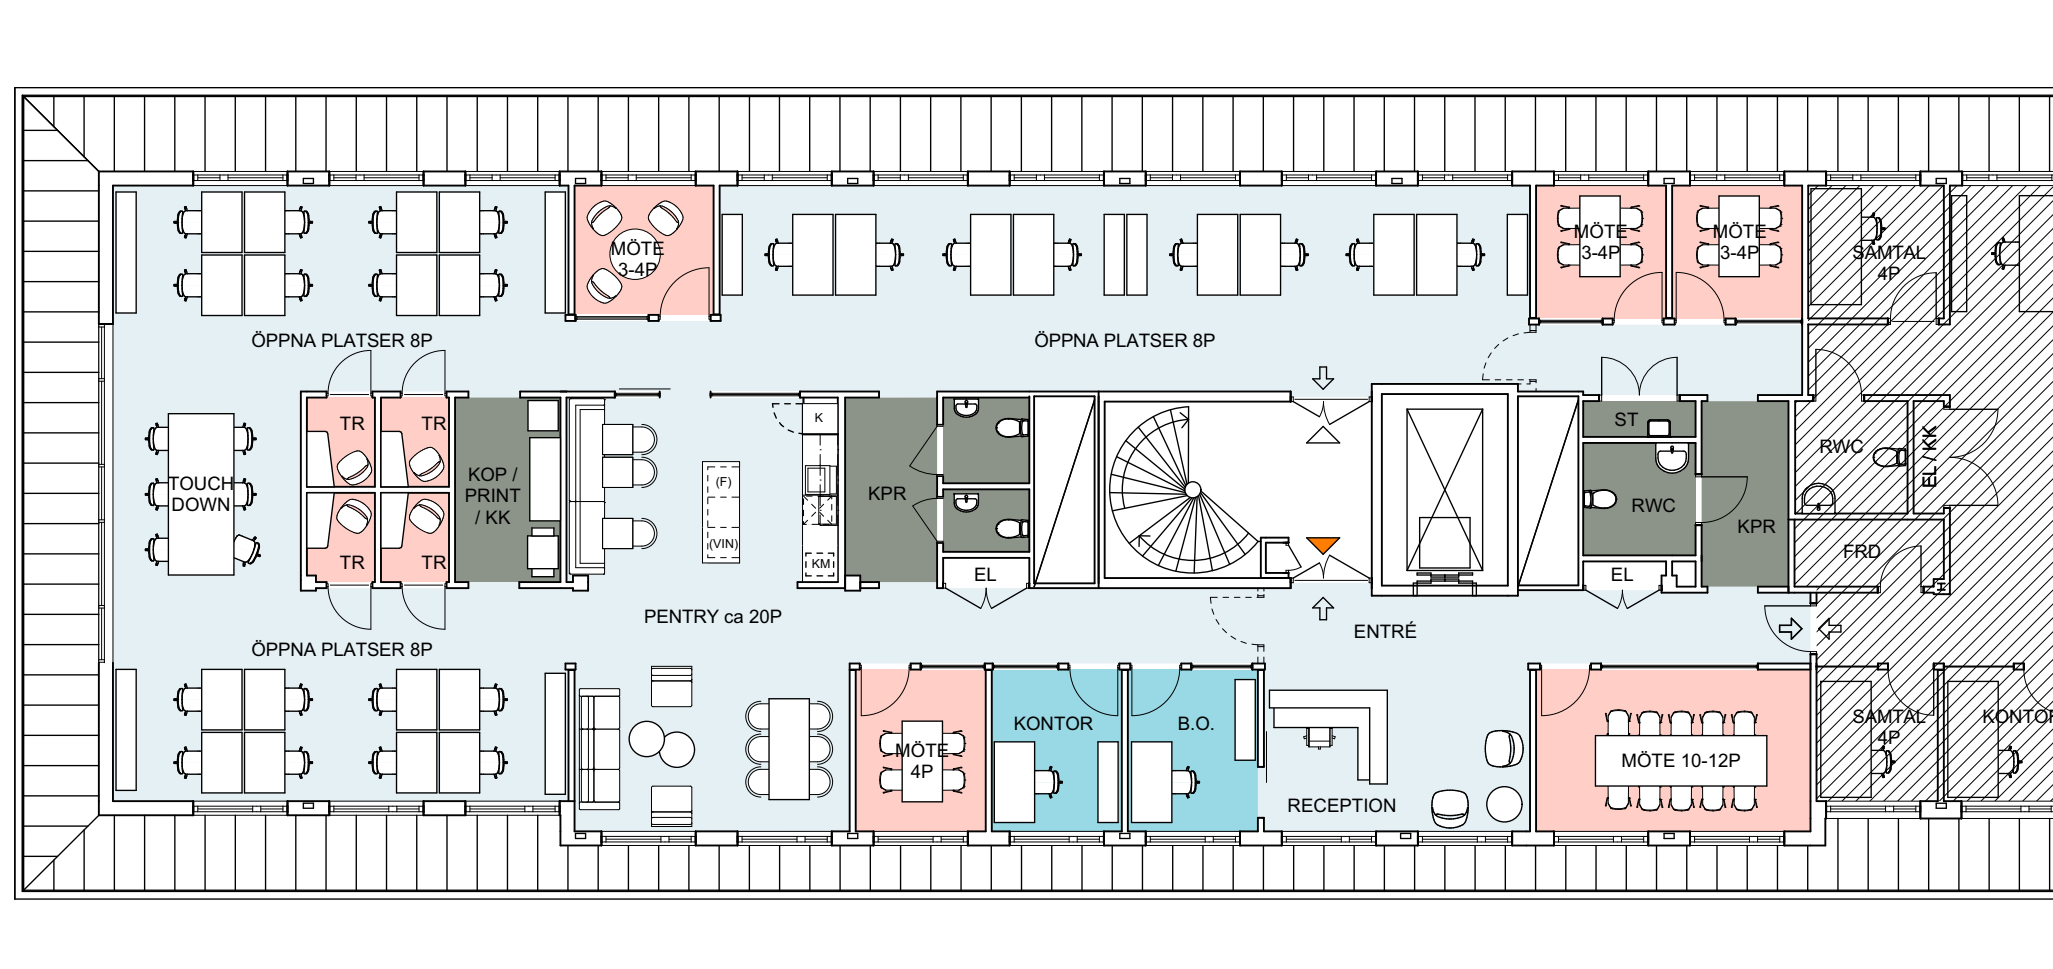 MÖTE
3-4P
MÖTE
3-4P
MÖTE
3-4P
SAMTAL
4P
ÖPPNA PLATSER 8P
ÖPPNA PLATSER 8P
TR
TR
K
ST
TOUCH
DOWN
KOP /
PRINT
/ KK
(F)
KPR
RWC
KPR
RWC
EL / KK
(VIN)
TR
TR
KM
EL
EL
FRD
H
PENTRY ca 20P
ENTRÉ
ÖPPNA PLATSER 8P
MÖTE
4P
KONTOR
B.O.
RECEPTION
MÖTE 10-12P
SAMTAL
4P
KONTOR